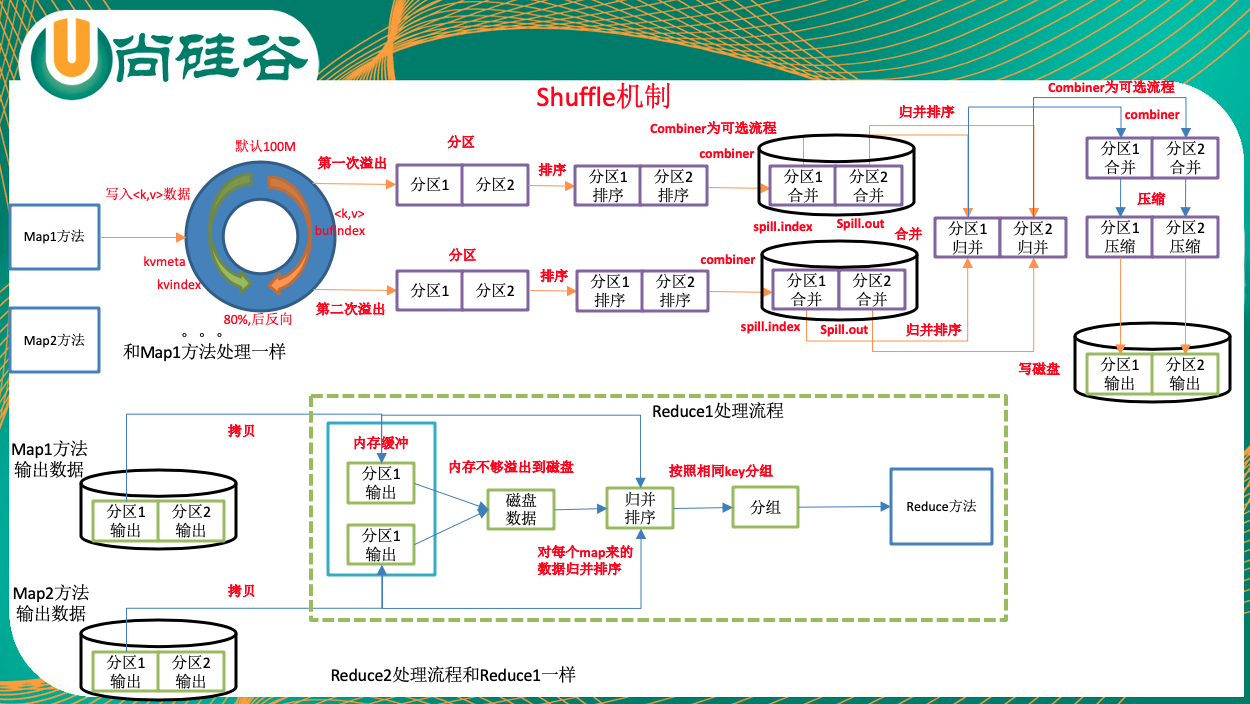 尚硅谷
Shuffle机制
Combiner为可选流程
默认100M
第一次溢出
分区
排序
Combiner为可选流程
combiner
归并排序
combiner
写入<k,v>数据
Map1方法
<k,v>
bufindex
kvmeta
kvindex
80%,后反向
分区1
分区2
分区1
排序
分区2
排序
分区1
合并
分区2
合并
spill.index
Spill.out
第二次溢出
分区
排序
combiner
分区1
分区2
分区1
排序
分区2
排序
分区1
合并
分区2
合并
spill.index
Spill.out
合并
归并排序
分区1
归并
分区2
归并
分区1
合并
分区2
合并
压缩
分区1
压缩
分区2
压缩
写磁盘
分区1
输出
分区2
输出
Map2方法
。。。
和Map1方法处理一样
Map1方法
输出数据
分区1
输出
分区2
输出
拷贝
Map2方法
输出数据
分区1
输出
分区2
输出
拷贝
Reduce1处理流程
内存缓冲
分区1
输出
分区1
输出
内存不够溢出到磁盘
磁盘
数据
归并
排序
对每个map来的
数据归并排序
按照相同key分组
分组
Reduce方法
Reduce2处理流程和Reduce1一样